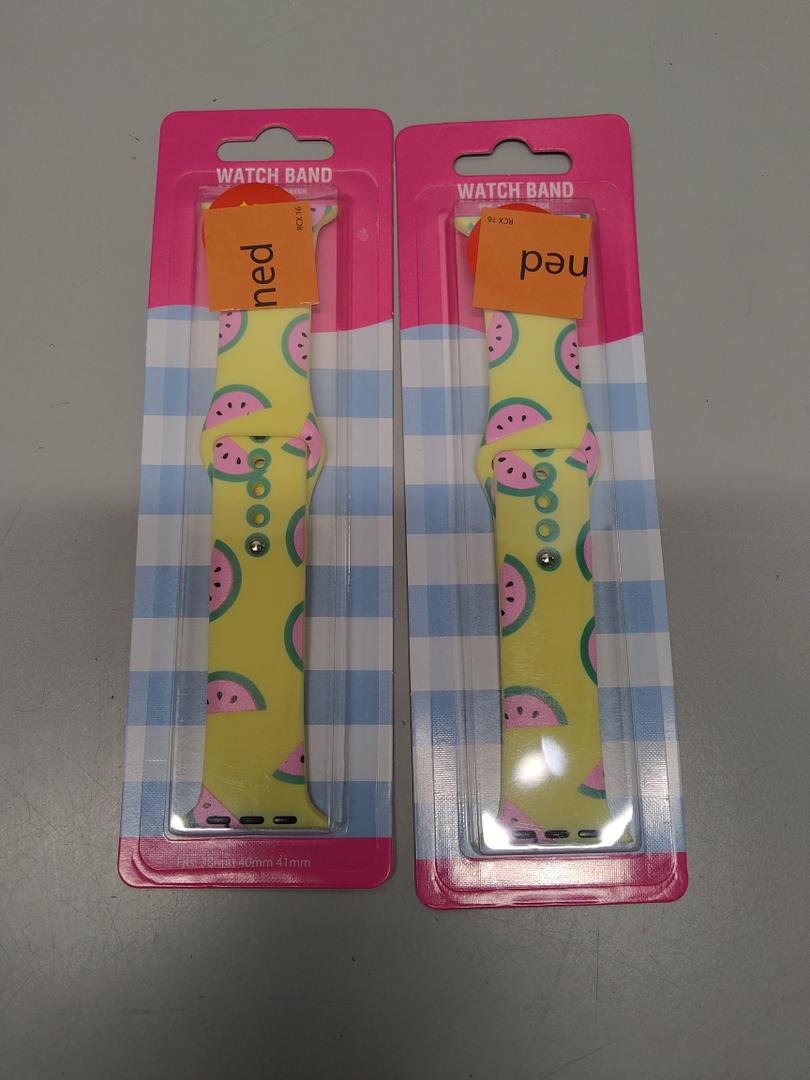 WATCH BAND
RCX 16
ned
Fits 38mm 40mm 41mm
WATCH BAND
RCX 16
ned